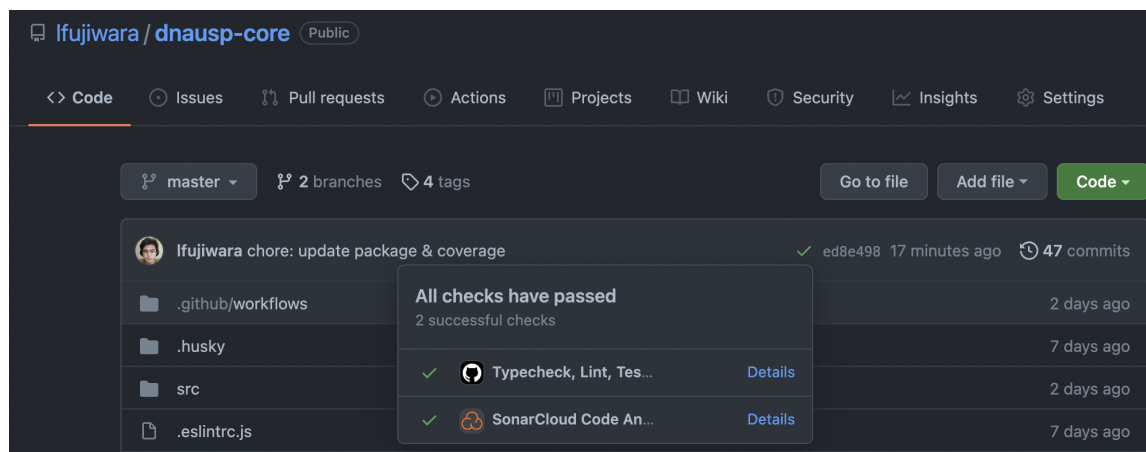 lfujiwara / dnausp-core Public
<> Code Issues Pull requests Actions Projects Wiki Security Insights Settings
master 2 branches 4 tags Go to file Add file Code
lfujiwara chore: update package & coverage ed8e498 17 minutes ago 47 commits
All checks have passed
2 successful checks
.github/workflows 2 days ago
.husky 7 days ago
Typecheck, Lint, Tes... Details
src 2 days ago
SonarCloud Code An... Details
.eslintrc.js 7 days ago